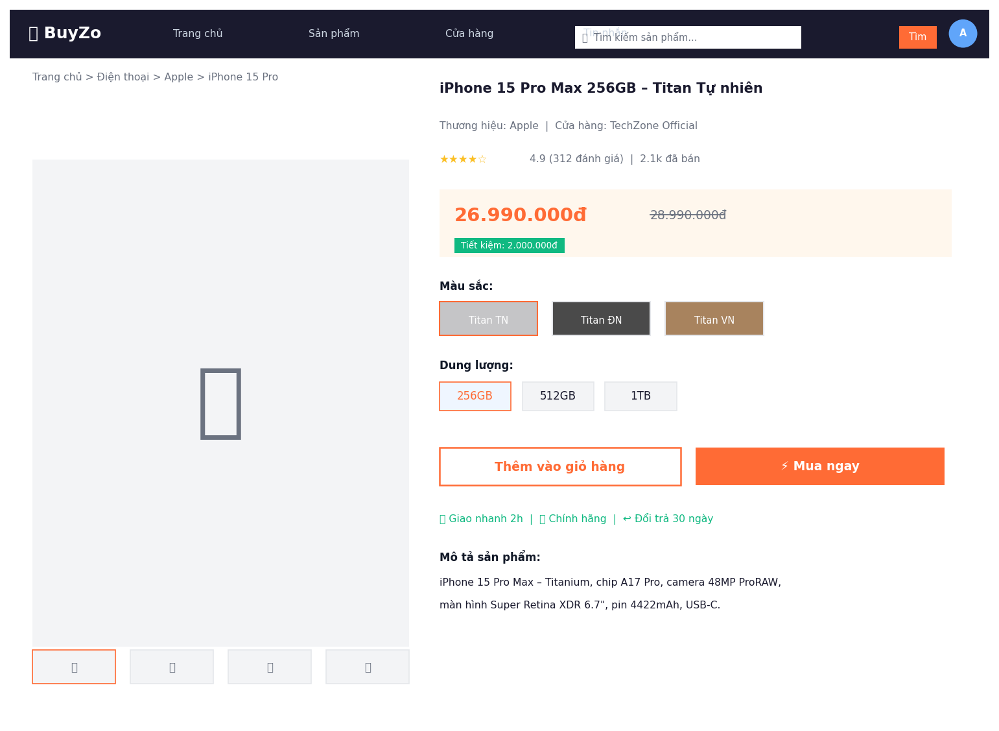 BuyZo
Trang chủ
Sản phẩm
Cửa hàng
Tin nhắn
Tìm kiếm sản phẩm...
Tìm
A
Trang chủ > Điện thoại > Apple > iPhone 15 Pro
iPhone 15 Pro Max 256GB – Titan Tự nhiên
Thương hiệu: Apple | Cửa hàng: TechZone Official
★★★★☆ 4.9 (312 đánh giá) | 2.1k đã bán
26.990.000đ 28.990.000đ
Tiết kiệm: 2.000.000đ
Màu sắc:
Titan TN Titan ĐN Titan VN
Dung lượng:
256GB 512GB 1TB
Thêm vào giỏ hàng ⚡ Mua ngay
Giao nhanh 2h | Chính hãng | ↩ Đổi trả 30 ngày
Mô tả sản phẩm:
iPhone 15 Pro Max – Titanium, chip A17 Pro, camera 48MP ProRAW,
màn hình Super Retina XDR 6.7", pin 4422mAh, USB-C.